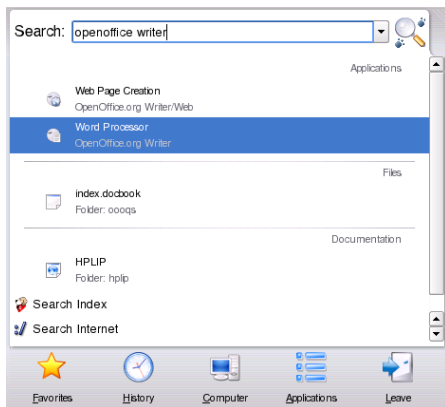 Search: openoffice writer
Applications
Web Page Creation
OpenOffice.org Writer/Web
Word Processor
OpenOffice.org Writer
Files
index.docbook
Folder: oooqs
Documentation
HPLIP
Folder: hplip
Search Index
Search Internet
Favorites History Computer Applications Leave